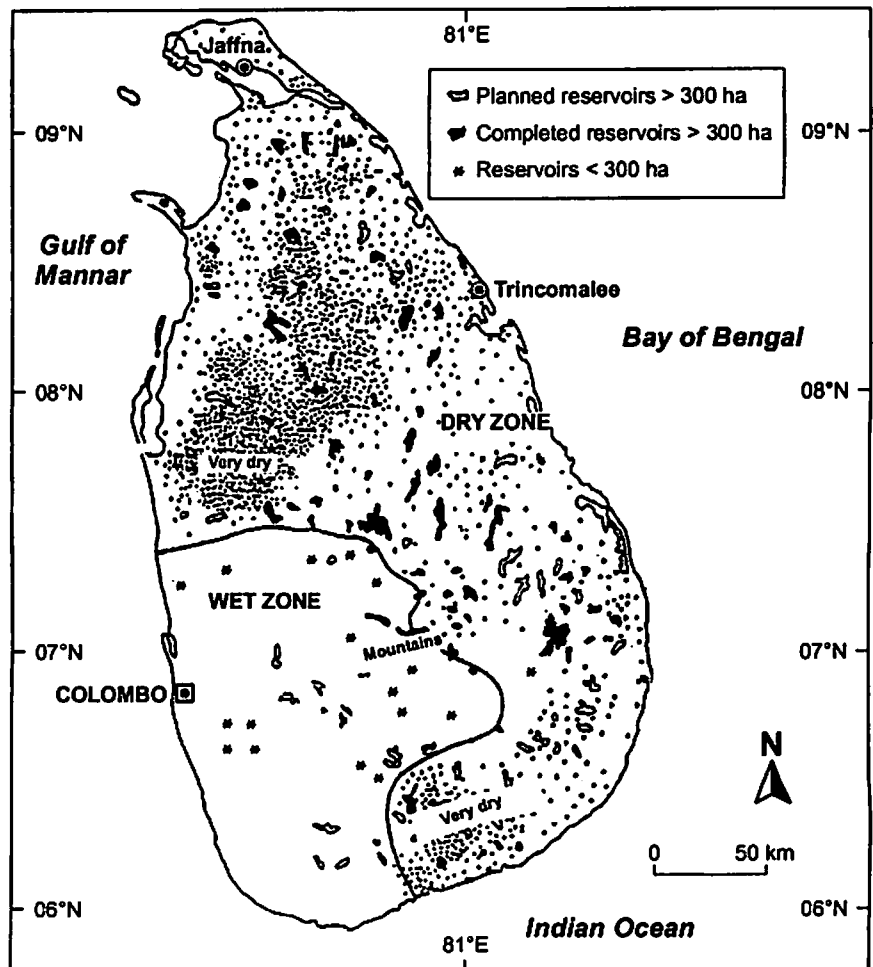 81°E
Jaffna
Planned reservoirs > 300 ha
Completed reservoirs > 300 ha
Reservoirs < 300 ha
09°N
09°N
Gulf of
Mannar
Trincomalee
Bay of Bengal
08°N
08°N
DRY ZONE
Very dry
WET ZONE
Mountains
07°N
07°N
COLOMBO
N
Very dry
0
50 km
06°N
06°N
Indian Ocean
81°E